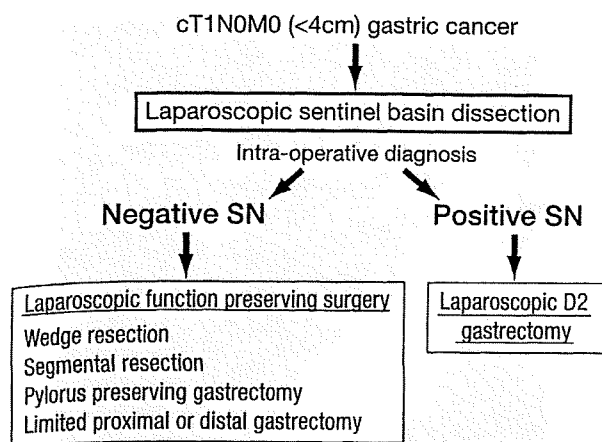 cT1N0M0 (<4cm) gastric cancer
Laparoscopic sentinel basin dissection
Intra-operative diagnosis
Negative SN
Positive SN
Laparoscopic function preserving surgery
Wedge resection
Segmental resection
Pylorus preserving gastrectomy
Limited proximal or distal gastrectomy
Laparoscopic D2
gastrectomy